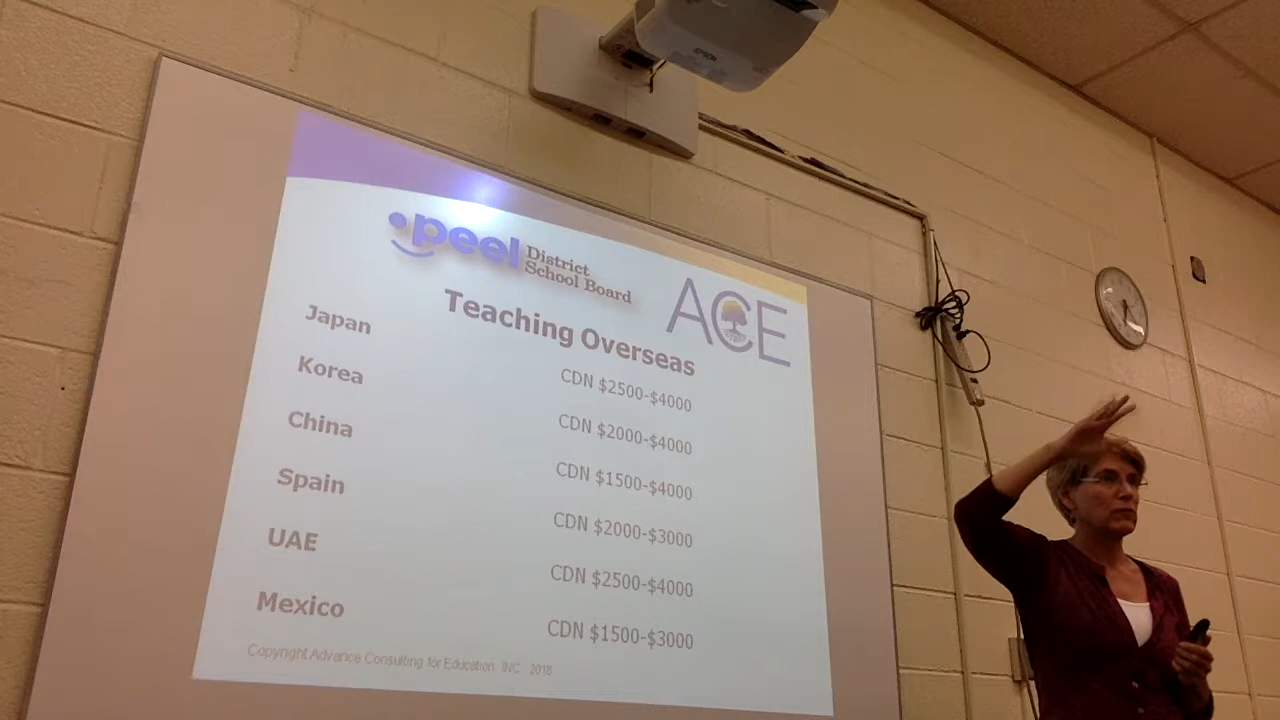 EPSON
peel District
School Board
ACE
Teaching Overseas
Japan CDN $2500-$4000
Korea CDN $2000-$4000
China CDN $1500-$4000
Spain CDN $2000-$3000
UAE CDN $2500-$4000
Mexico CDN $1500-$3000
Copyright Advance Consulting for Education INC 2018